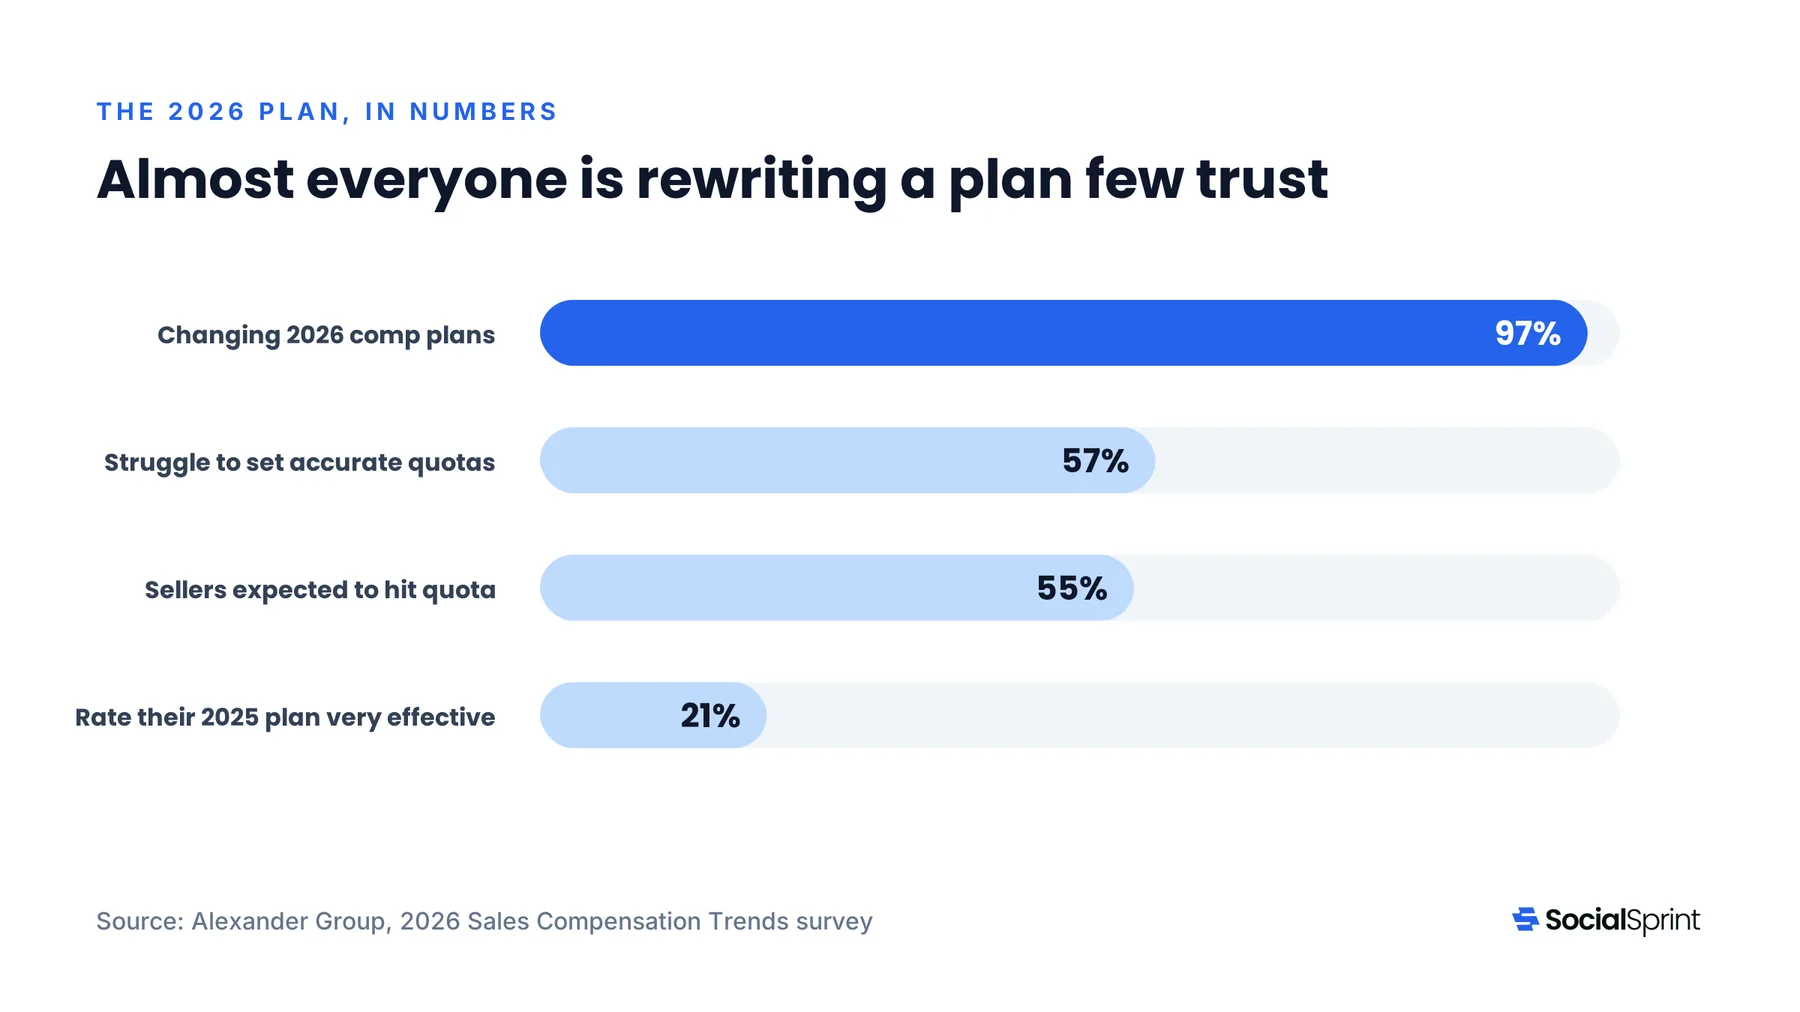 THE 2026 PLAN, IN NUMBERS
Almost everyone is rewriting a plan few trust
Changing 2026 comp plans
97%
Struggle to set accurate quotas
57%
Sellers expected to hit quota
55%
Rate their 2025 plan very effective
21%
Source: Alexander Group, 2026 Sales Compensation Trends survey
SocialSprint